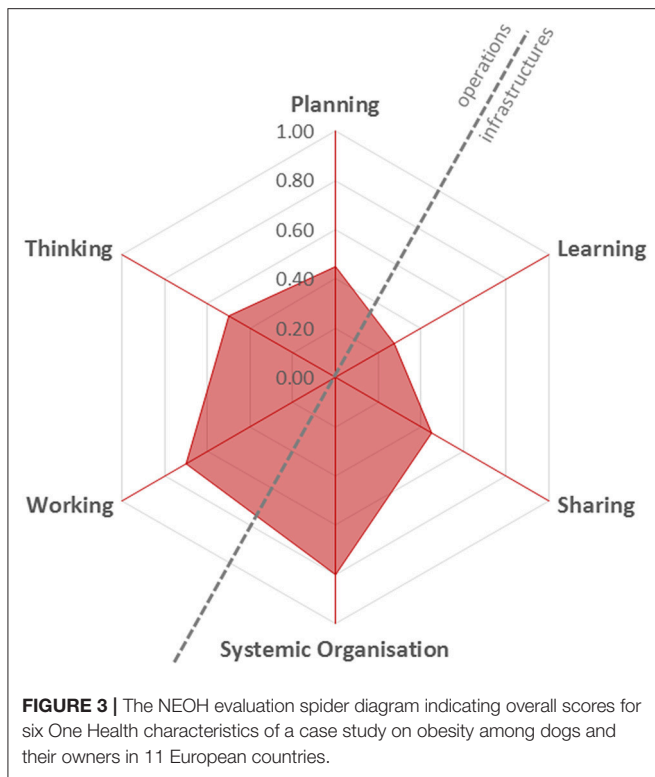 operations
infrastructures
Planning
1.00
0.80
Thinking
Learning
0.60
0.40
0.20
0.00
Working
Sharing
Systemic Organisation
FIGURE 3 | The NEOH evaluation spider diagram indicating overall scores for
six One Health characteristics of a case study on obesity among dogs and
their owners in 11 European countries.